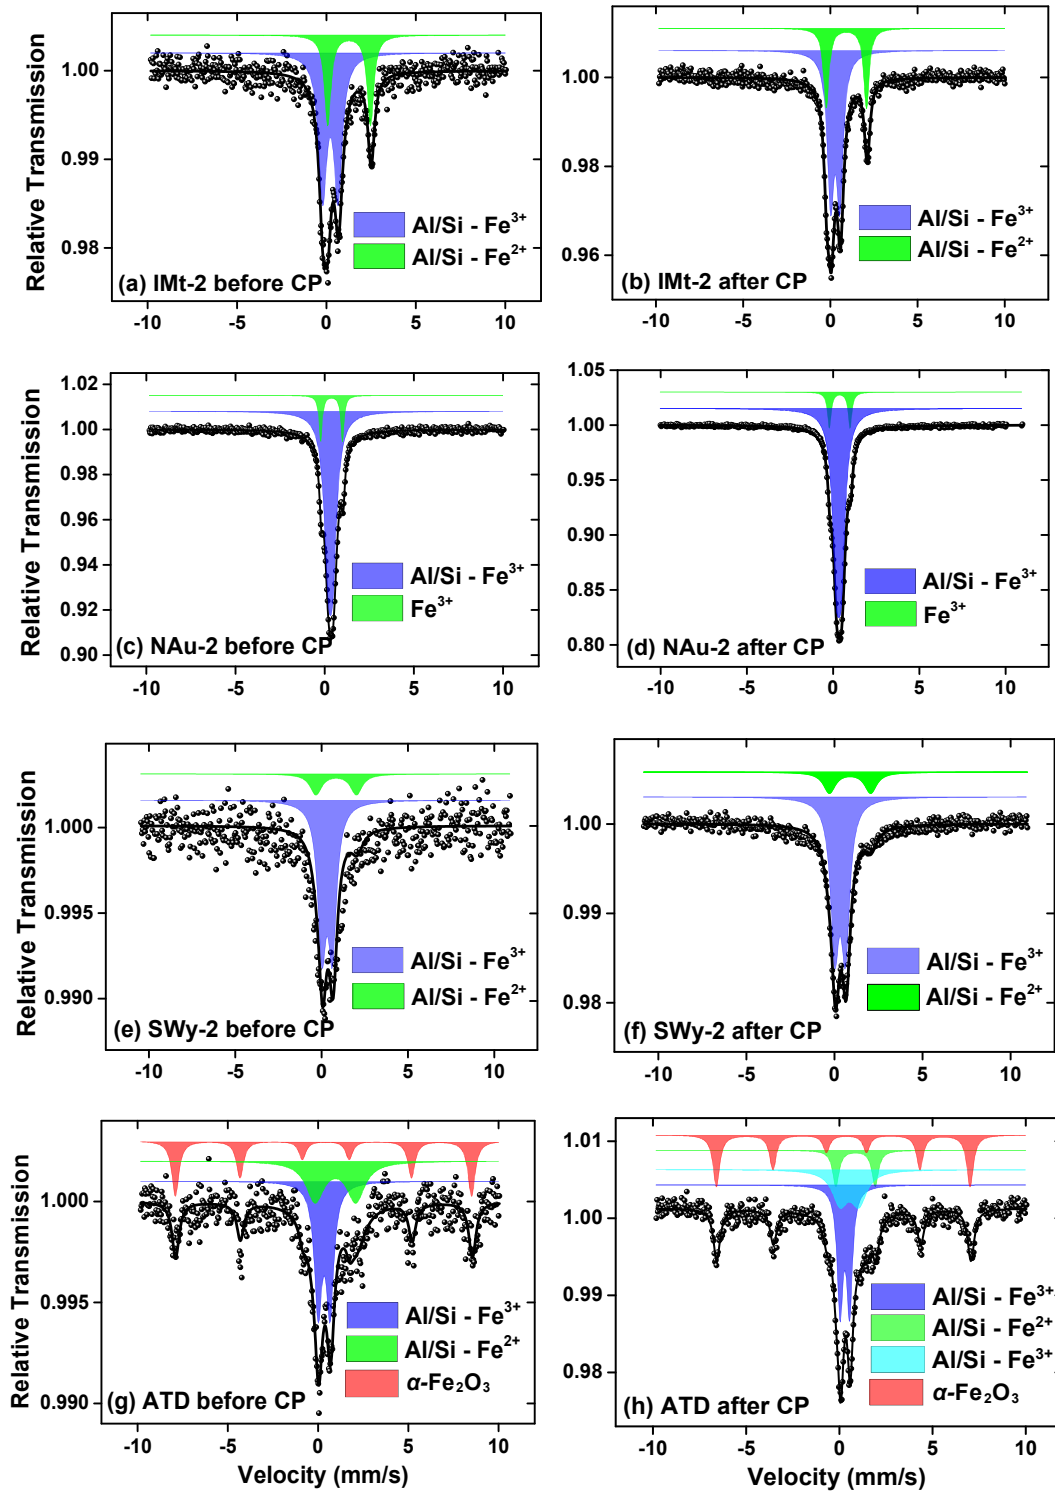 Relative Transmission
1.00
0.99
0.98
Al/Si - Fe³⁺
Al/Si - Fe²⁺
(a) IMt-2 before CP
-10 -5 0 5 10
1.00
0.98
0.96
Al/Si - Fe³⁺
Al/Si - Fe²⁺
(b) IMt-2 after CP
-10 -5 0 5 10
Relative Transmission
1.02
1.00
0.98
0.96
0.94
0.92
0.90
Al/Si - Fe³⁺
Fe³⁺
(c) NAu-2 before CP
-10 -5 0 5 10
1.05
1.00
0.95
0.90
0.85
0.80
Al/Si - Fe³⁺
Fe³⁺
(d) NAu-2 after CP
-10 -5 0 5 10
Relative Transmission
1.000
0.995
0.990
Al/Si - Fe³⁺
Al/Si - Fe²⁺
(e) SWy-2 before CP
-10 -5 0 5 10
1.00
0.99
0.98
Al/Si - Fe³⁺
Al/Si - Fe²⁺
(f) SWy-2 after CP
-10 -5 0 5 10
Relative Transmission
1.000
0.995
0.990
Al/Si - Fe³⁺
Al/Si - Fe²⁺
α-Fe₂O₃
(g) ATD before CP
-10 -5 0 5 10
Velocity (mm/s)
1.01
1.00
0.99
0.98
Al/Si - Fe³⁺
Al/Si - Fe²⁺
Al/Si - Fe³⁺
α-Fe₂O₃
(h) ATD after CP
-10 -5 0 5 10
Velocity (mm/s)